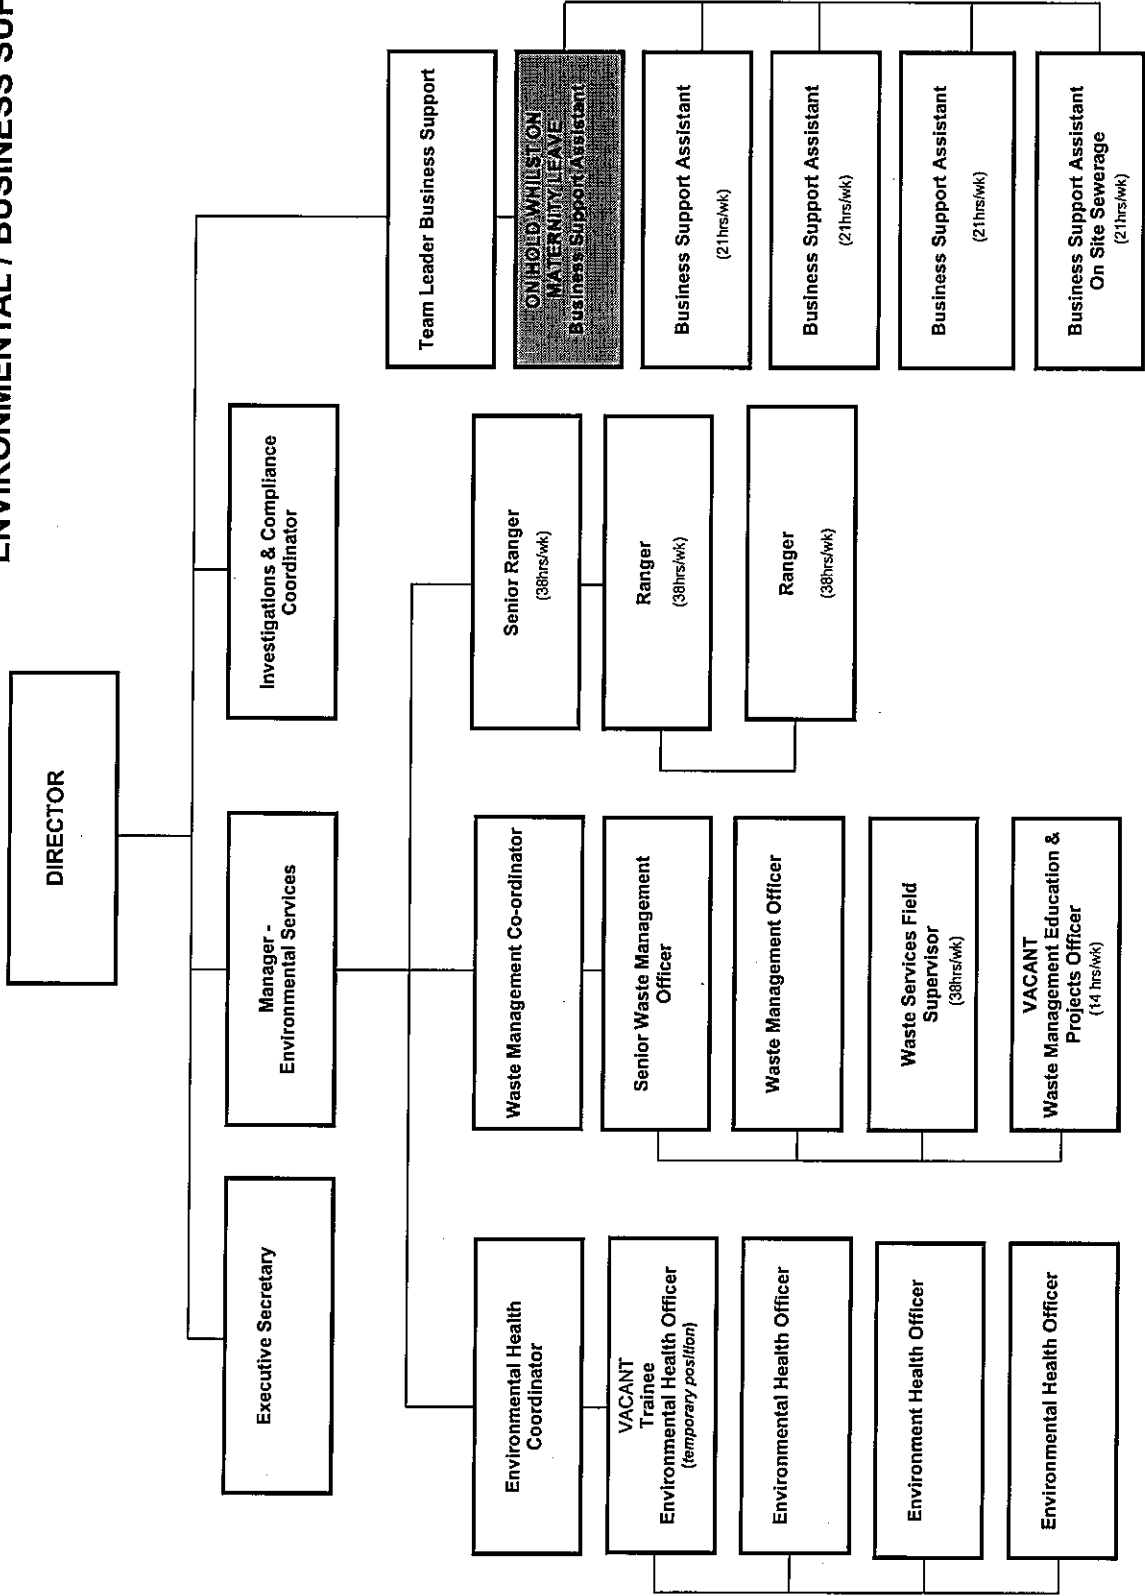 ENVIRONMENTAL / BUSINESS
DIRECTOR
Executive Secretary
Manager -
Environmental Services
Investigations & Compliance
Coordinator
Team Leader Business Support
Environmental Health
Coordinator
VACANT
Trainee
Environmental Health Officer
(temporary position)
Environmental Health Officer
Environment Health Officer
Environmental Health Officer
Waste Management Co-ordinator
Senior Waste Management
Officer
Waste Management Officer
Waste Services Field
Supervisor
(38hrs/wk)
VACANT
Waste Management Education &
Projects Officer
(14 hrs/wk)
Senior Ranger
(38hrs/wk)
Ranger
(38hrs/wk)
Ranger
(38hrs/wk)
ON HOLD WHILST ON
MATERNITY LEAVE
Business Support Assistant
Business Support Assistant
(21hrs/wk)
Business Support Assistant
(21hrs/wk)
Business Support Assistant
(21hrs/wk)
Business Support Assistant
On Site Sewerage
(21hrs/wk)